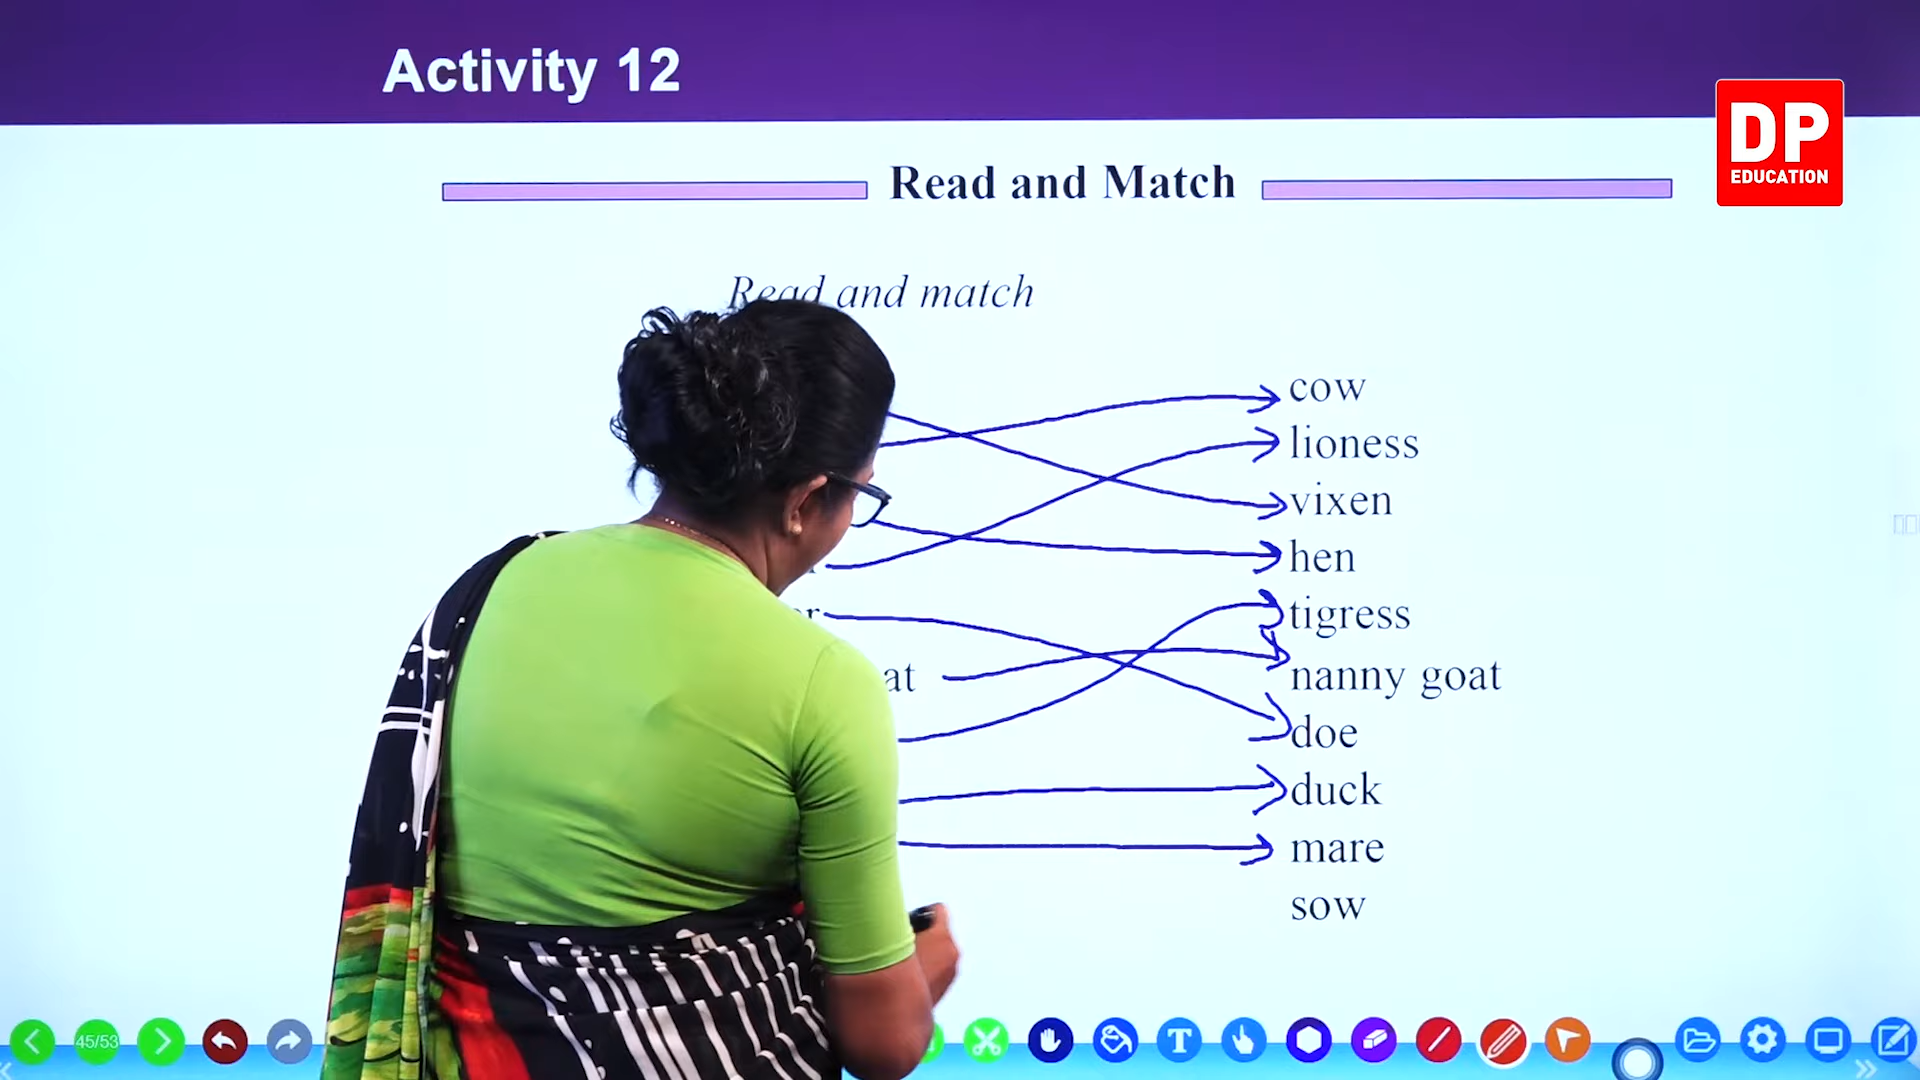 Activity 12
DP
EDUCATION
Read and Match
Read and match
cow
lioness
vixen
hen
tigress
nanny goat
doe
duck
mare
sow
45/53
T